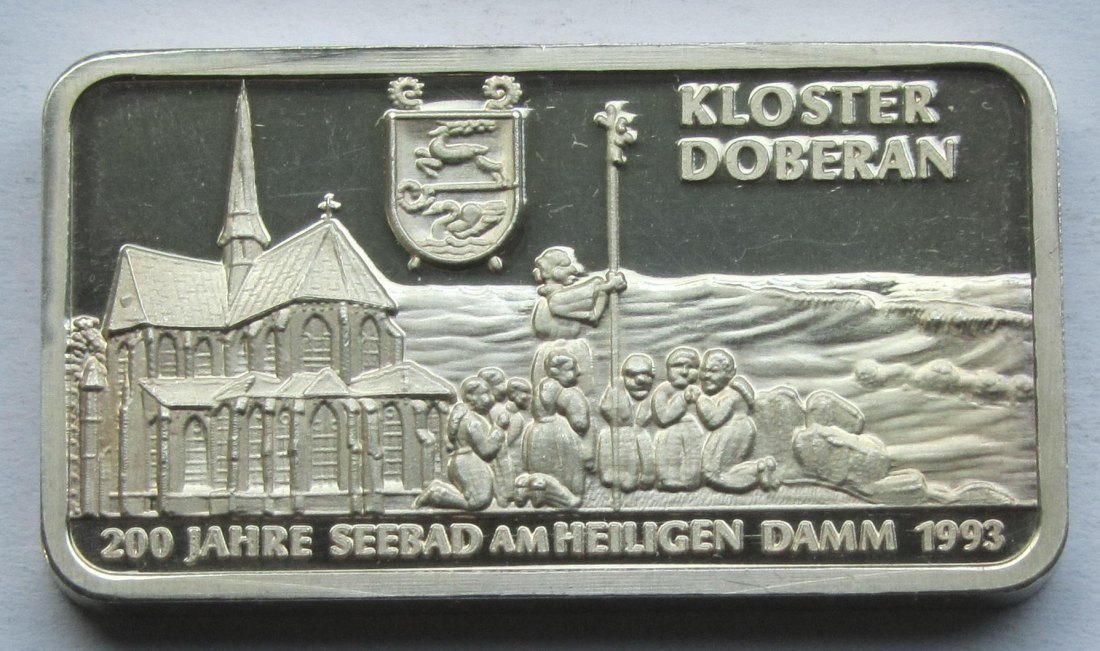 KLOSTER
DOBERAN
200 JAHRE SEEBAD AM HEILIGEN DAMM 1993